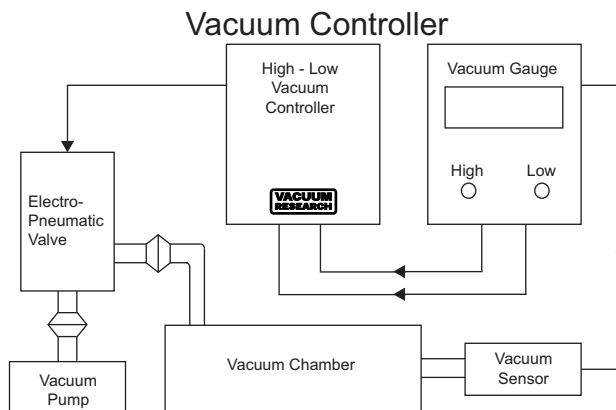 Vacuum Controller
High - Low
Vacuum
Controller
VACUUM
RESEARCH
Vacuum Gauge
High
Low
Electro-
Pneumatic
Valve
Vacuum Chamber
Vacuum
Sensor
Vacuum
Pump